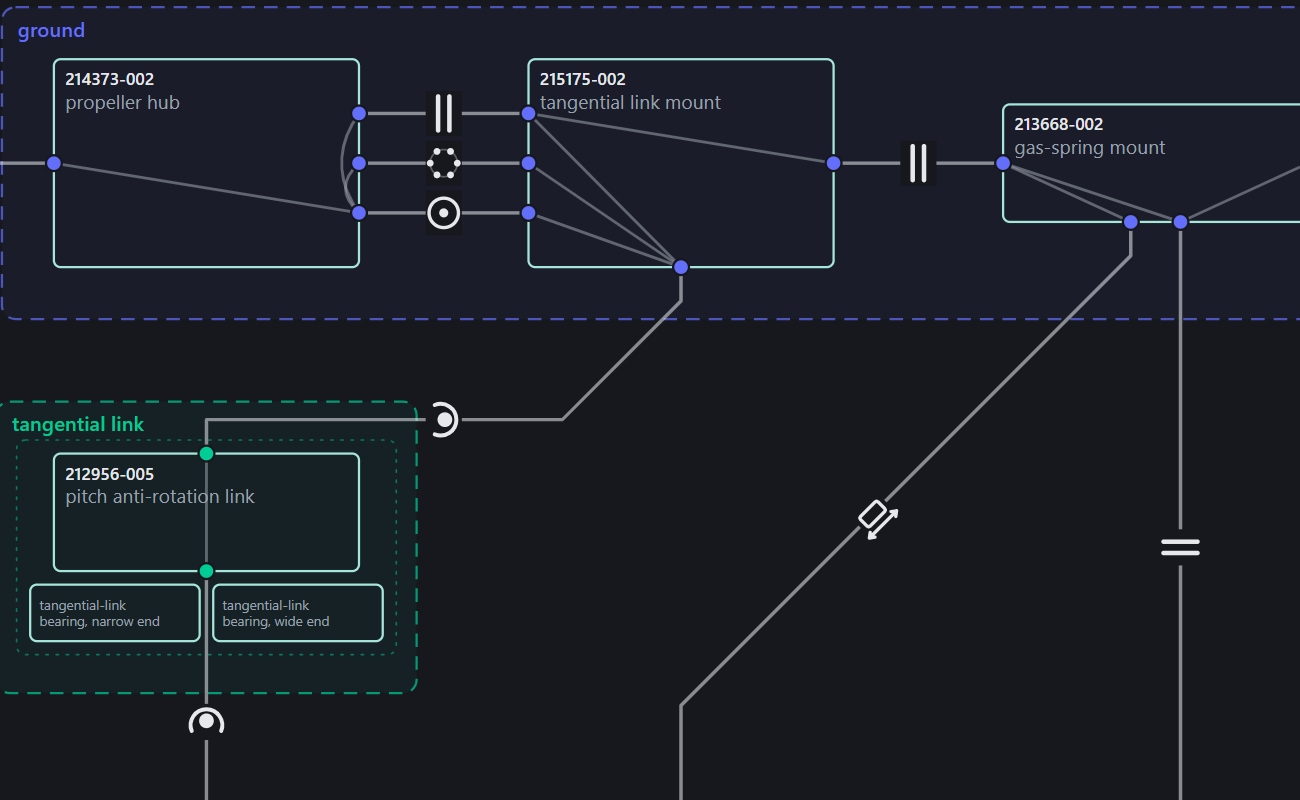 ground
214373-002
propeller hub
215175-002
tangential link mount
213668-002
gas-spring mount
tangential link
212956-005
pitch anti-rotation link
tangential-link
bearing, narrow end
tangential-link
bearing, wide end